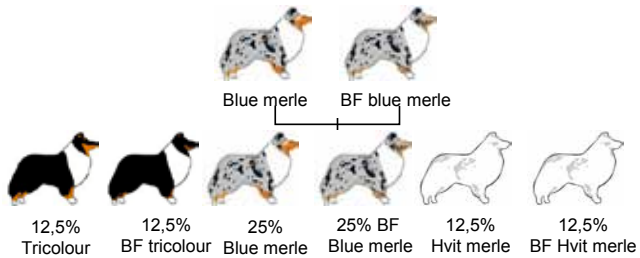 Blue merle BF blue merle
12,5% 12,5% 25% 25% BF 12,5% 12,5%
Tricolour BF tricolour Blue merle Blue merle Hvit merle BF Hvit merle